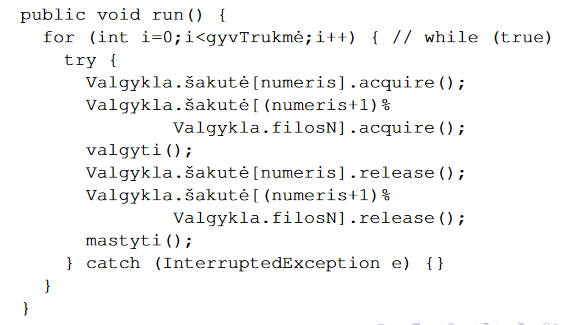 public void run() {
for (int i=0;i<gyvTrukmė;i++) { // while (true)
try {
Valgykla.šakutė[numeris].acquire();
Valgykla.šakutė[(numeris+1)%
Valgykla.filosN].acquire();
valgyti();
Valgykla.šakutė[numeris].release();
Valgykla.šakutė[(numeris+1)%
Valgykla.filosN].release();
mastyti();
} catch (InterruptedException e) {}
}
}